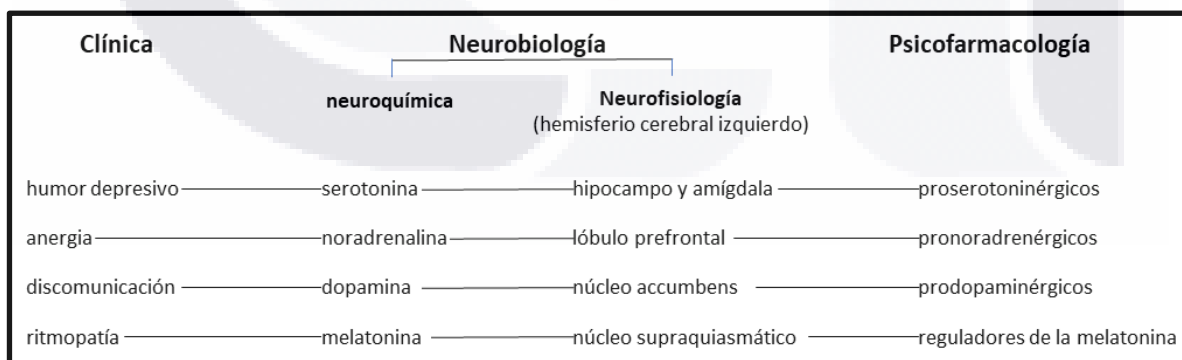 Clínica Neurobiología Psicofarmacología
neuroquímica Neurofisiología
(hemisferio cerebral izquierdo)
humor depresivo serotonina hipocampo y amígdala proserotoninérgicos
anergia noradrenalina lóbulo prefrontal pronoradrenérgicos
discomunicación dopamina núcleo accumbens prodopaminérgicos
ritmopatía melatonina núcleo supraquiasmático reguladores de la melatonina